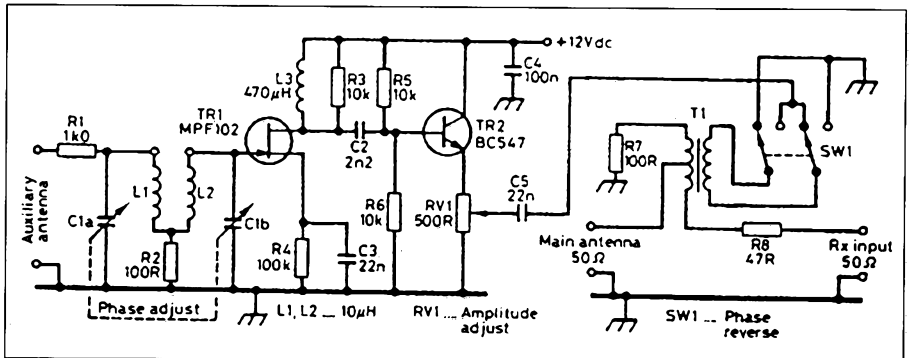 +12Vdc
L3
470μH
R3
10k
R5
10k
C4
100n
TR1
MPF102
R1
1k0
C2
2n2
TR2
BC547
T1
SW1
R7
100R
Auxiliary
antenna
L1
L2
C1a
C1b
R6
10k
RV1
500R
C5
22n
R2
100R
R4
100k
C3
22n
Main antenna
50Ω
R8
47R
Rx input
50Ω
Phase adjust
L1, L2 _ 10μH
RV1 ... Amplitude
adjust
SW1 ... Phase
reverse